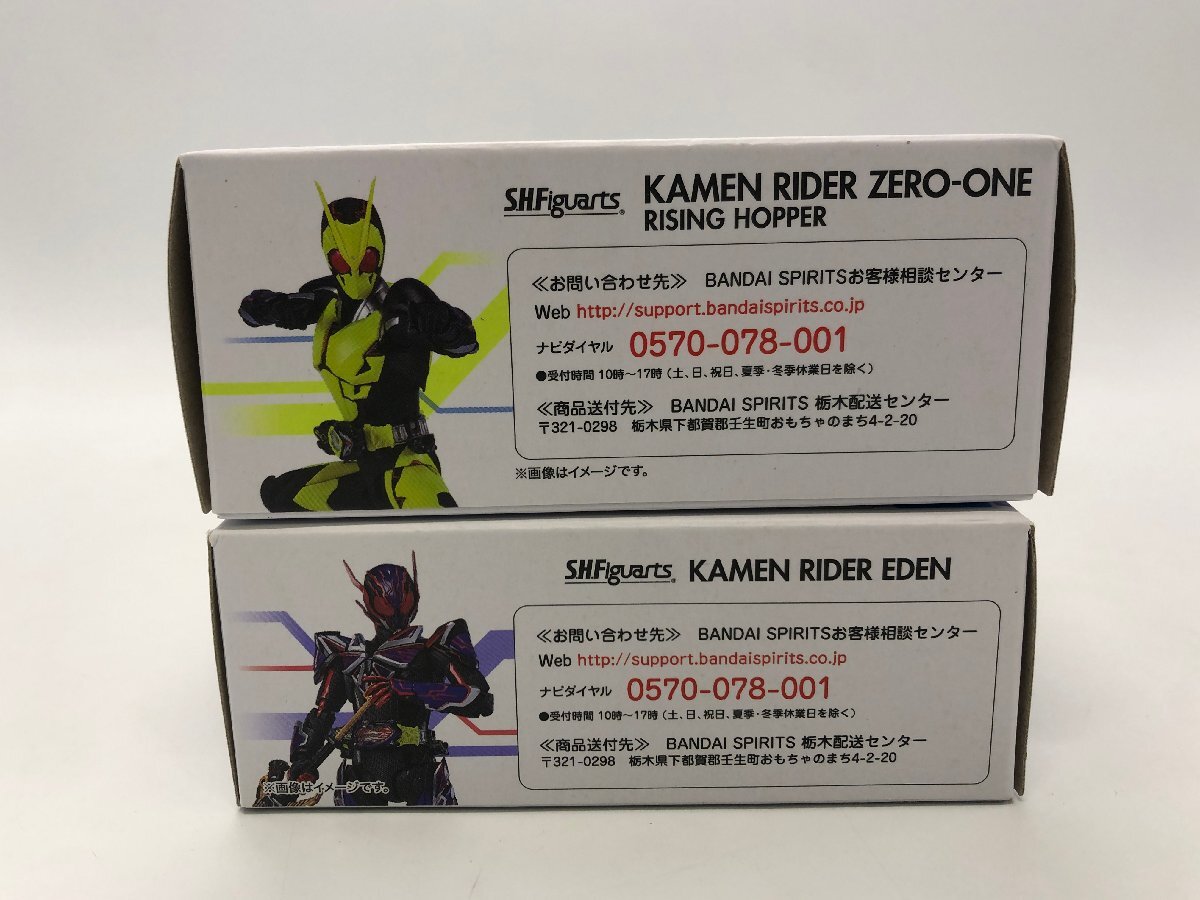 S.H.Figuarts® KAMEN RIDER ZERO-ONE
RISING HOPPER
≪お問い合わせ先≫ BANDAI SPIRITSお客様相談センター
Web http://support.bandaispirits.co.jp
ナビダイヤル 0570-078-001
●受付時間 10時〜17時（土、日、祝日、夏季・冬季休業日を除く）
≪商品送付先≫ BANDAI SPIRITS 栃木配送センター
〒321-0298 栃木県下都賀郡壬生町おもちゃのまち4-2-20
※画像はイメージです。
S.H.Figuarts® KAMEN RIDER EDEN
≪お問い合わせ先≫ BANDAI SPIRITSお客様相談センター
Web http://support.bandaispirits.co.jp
ナビダイヤル 0570-078-001
●受付時間 10時〜17時（土、日、祝日、夏季・冬季休業日を除く）
≪商品送付先≫ BANDAI SPIRITS 栃木配送センター
〒321-0298 栃木県下都賀郡壬生町おもちゃのまち4-2-20
※画像はイメージです。